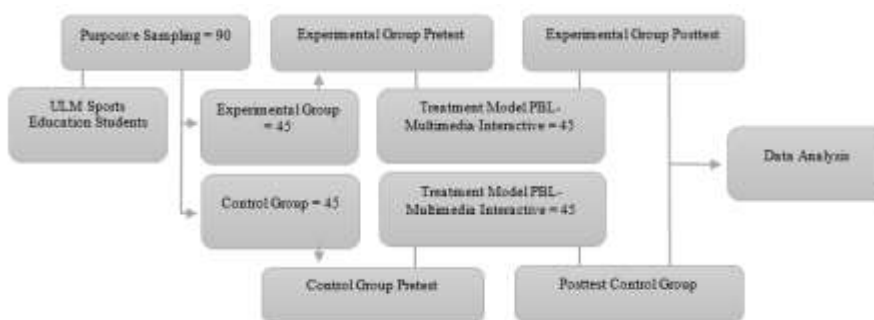 Purposive Sampling = 90
Experimental Group Pretest
Experimental Group Posttest
ULM Sports
Education Students
Experimental Group
= 45
Treatment Model PBL-
Multimedia Interactive = 45
Data Analysis
Control Group = 45
Treatment Model PBL-
Multimedia Interactive = 45
Control Group Pretest
Posttest Control Group